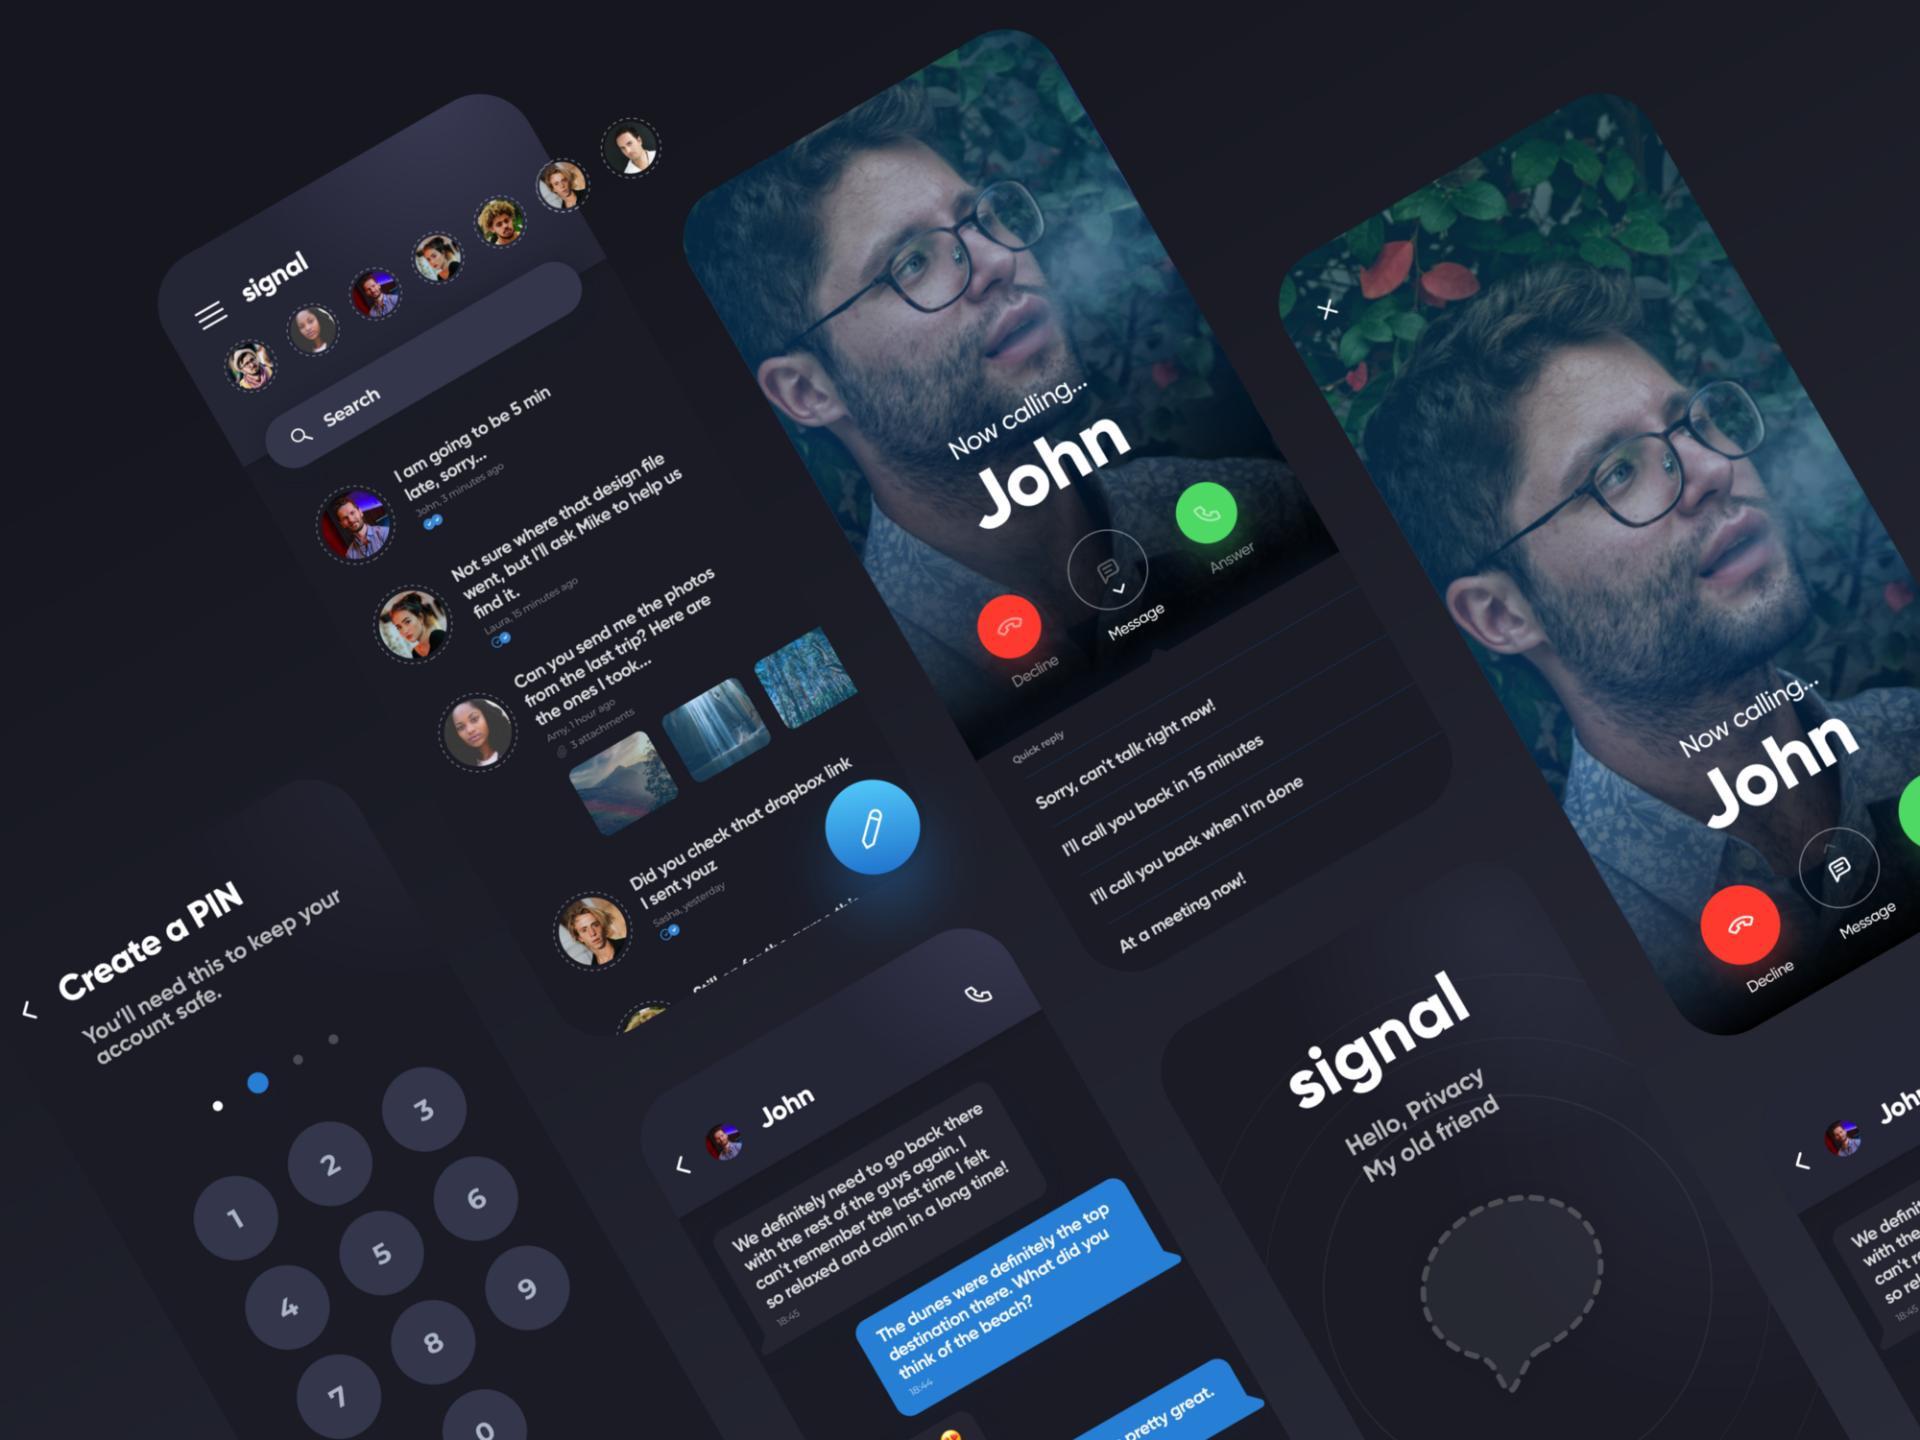 signal
Search
I am going to be 5 min
late, sorry...
John, 3 minutes ago
Not sure where that design file
went, but I'll ask Mike to help us
find it.
Laura, 15 minutes ago
Can you send me the photos
from the last trip? Here are
the ones I took...
Amy, 1 hour ago
3 attachments
Did you check that dropbox link
I sent youz
Sasha, yesterday
Now calling...
John
Decline
Message
Answer
Quick reply
Sorry, can't talk right now!
I'll call you back in 15 minutes
I'll call you back when I'm done
At a meeting now!
Now calling...
John
Decline
Message
Create a PIN
You'll need this to keep your
account safe.
1
2
3
4
5
6
7
8
9
0
John
We definitely need to go back there
with the rest of the guys again. I
can't remember the last time I felt
so relaxed and calm in a long time!
18:45
The dunes were definitely the top
destination there. What did you
think of the beach?
18:44
pretty great.
signal
Hello, Privacy
My old friend
We
with the
18:45